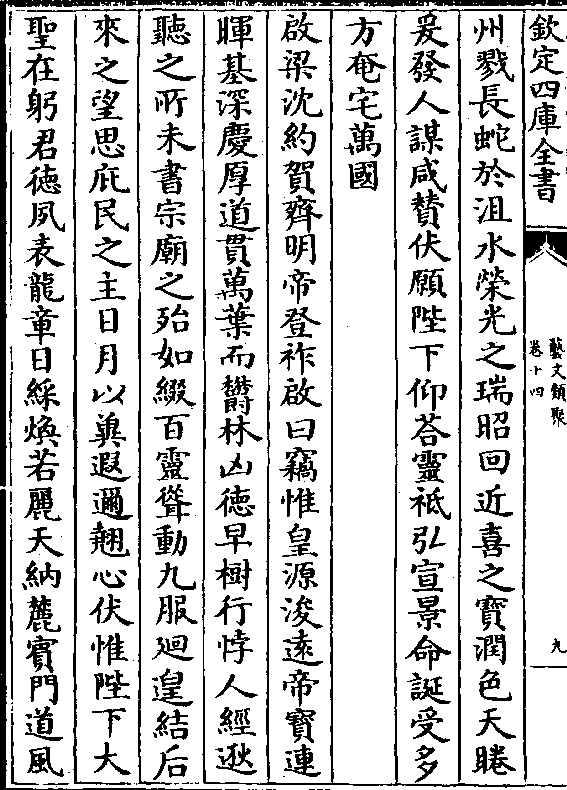 欽定四庫全書
藝文類聚
卷十四
九
州戮長蛇於沮水榮光之瑞昭回近喜之寳潤色天睠
爰發人謀咸賛伏願陛下仰荅靈祇弘宣景命誕受多
方奄宅萬國
啟梁沈約賀齊明帝登祚啟曰竊惟皇源浚逺帝寳連
暉基深慶厚道貫萬葉而欝林凶徳早樹行悖人經逖
聽之所未書宗廟之殆如綴百靈聳動九服廻遑結后
來之望思庇民之主日月以兾遐邇翹心伏惟陛下大
聖在躬君徳夙表龍章日綵煥若麗天納麓賔門道風